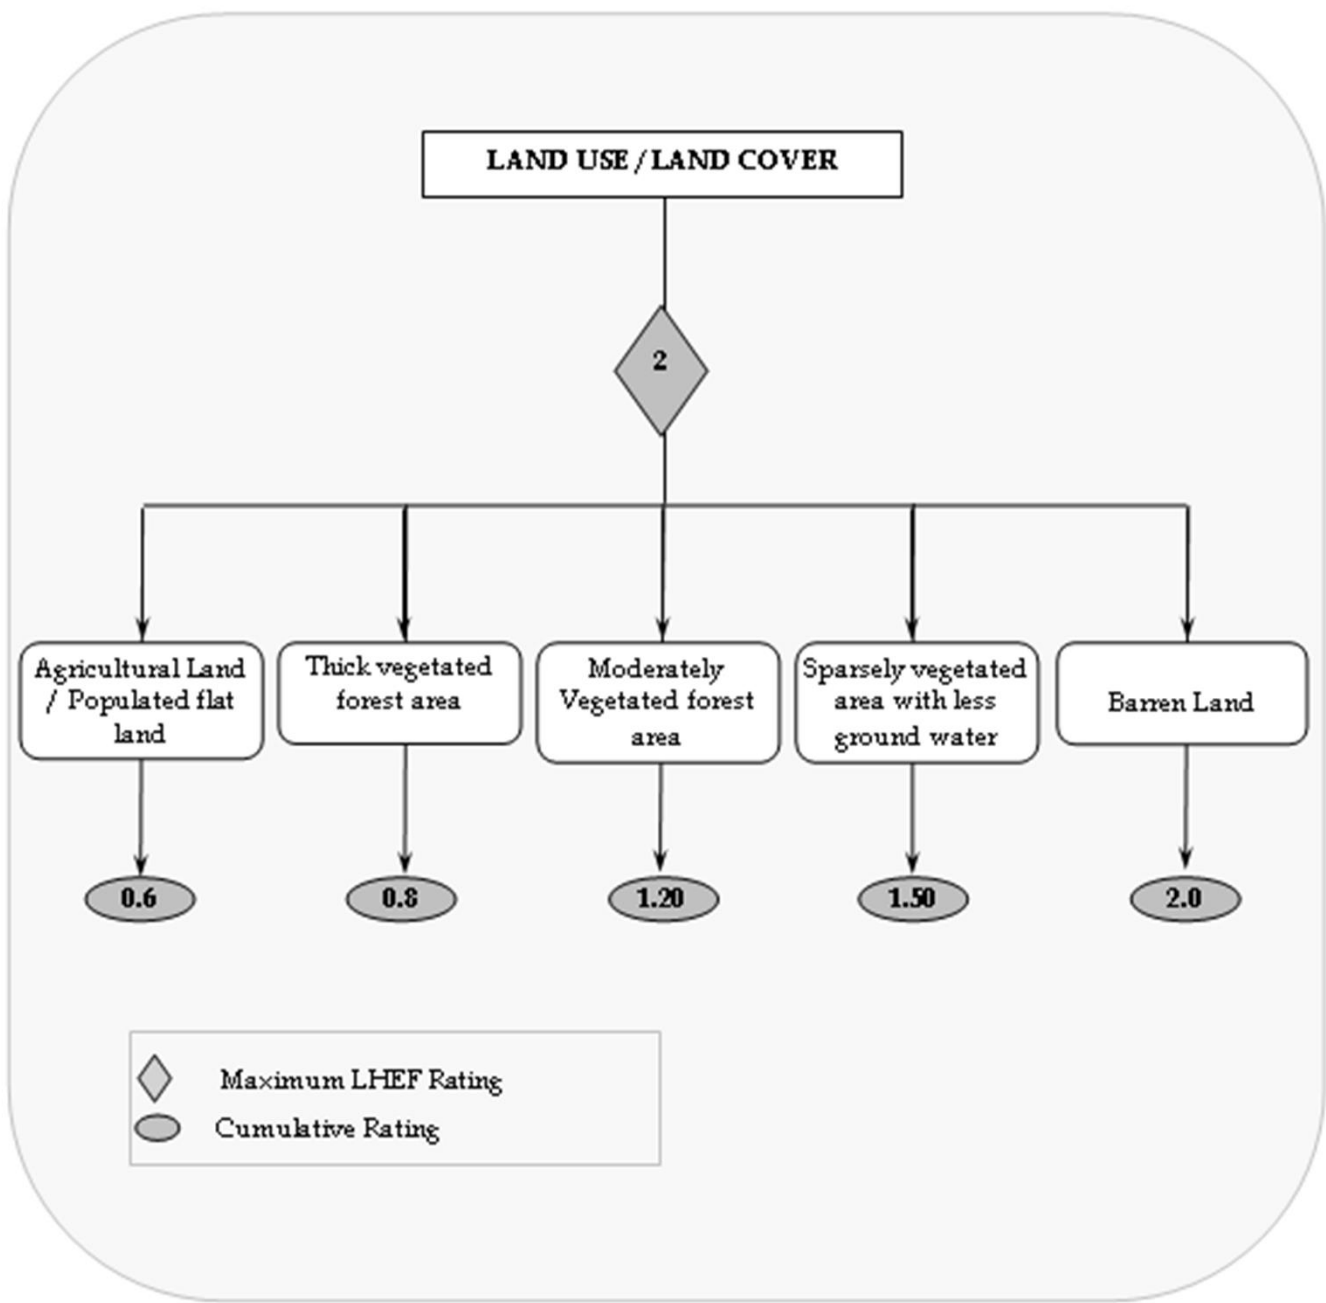 LAND USE / LAND COVER
2
Agricultural Land
/ Populated flat
land
Thick vegetated
forest area
Moderately
Vegetated forest
area
Sparsely vegetated
area with less
ground water
Barren Land
0.6
0.8
1.20
1.50
2.0
Maximum LHEF Rating
Cumulative Rating